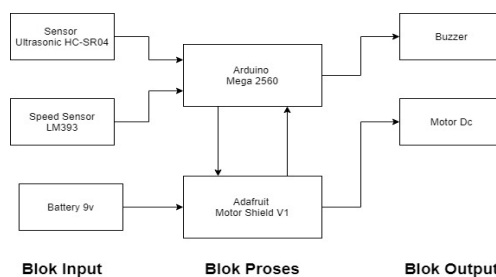 Sensor
Ultrasonic HC-SR04
Speed Sensor
LM393
Battery 9v
Arduino
Mega 2560
Adafruit
Motor Shield V1
Buzzer
Motor Dc
Blok Input
Blok Proses
Blok Output